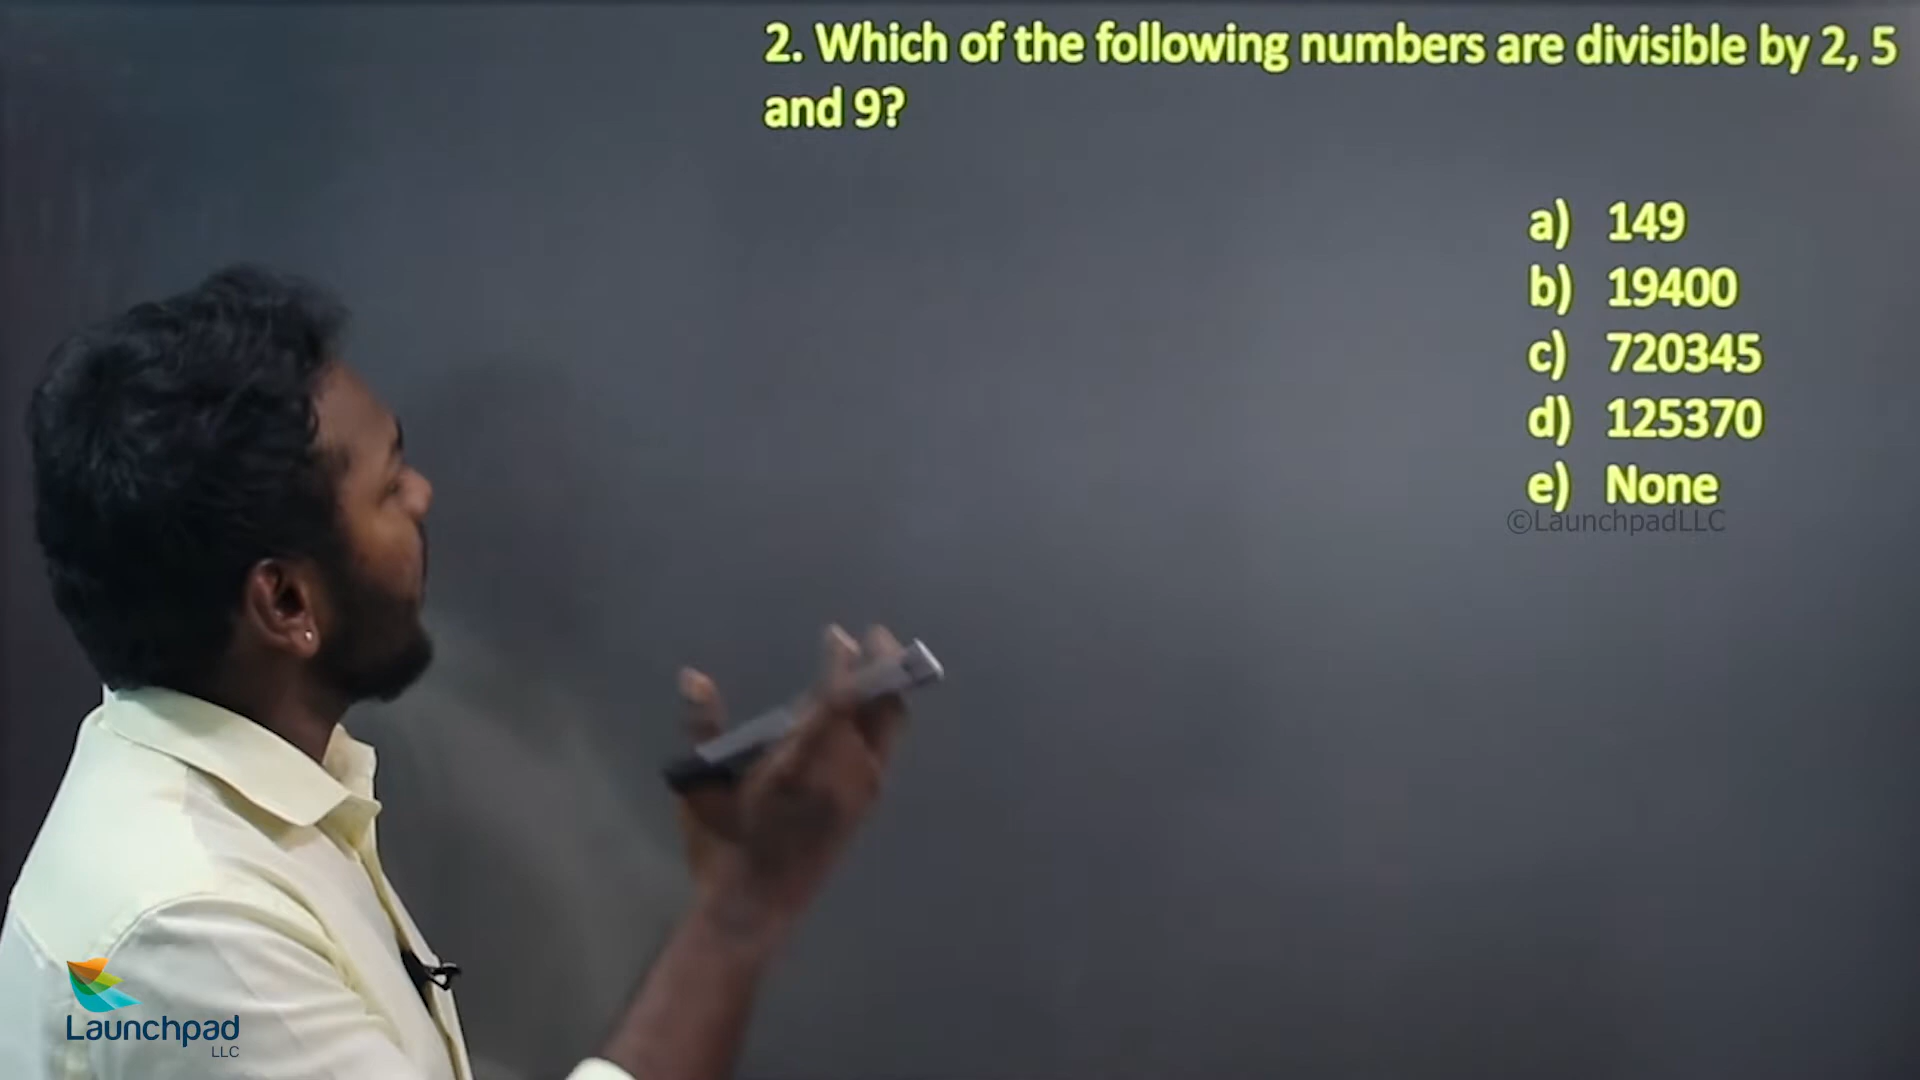 2. Which of the following numbers are divisible by 2, 5
and 9?
a) 149
b) 19400
c) 720345
d) 125370
e) None
©LaunchpadLLC
Launchpad
LLC